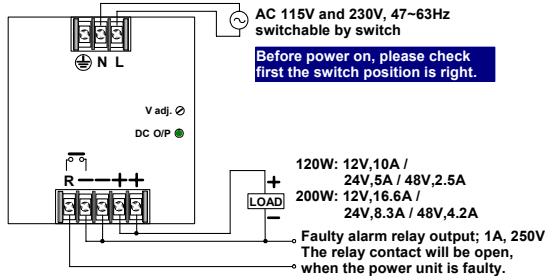 AC 115V and 230V, 47~63Hz
switchable by switch
N L
Before power on, please check
first the switch position is right.
V adj.
DC O/P
R − − + +
120W: 12V,10A /
24V,5A / 48V,2.5A
200W: 12V,16.6A /
24V,8.3A / 48V,4.2A
+
LOAD
−
Faulty alarm relay output; 1A, 250V
The relay contact will be open,
when the power unit is faulty.